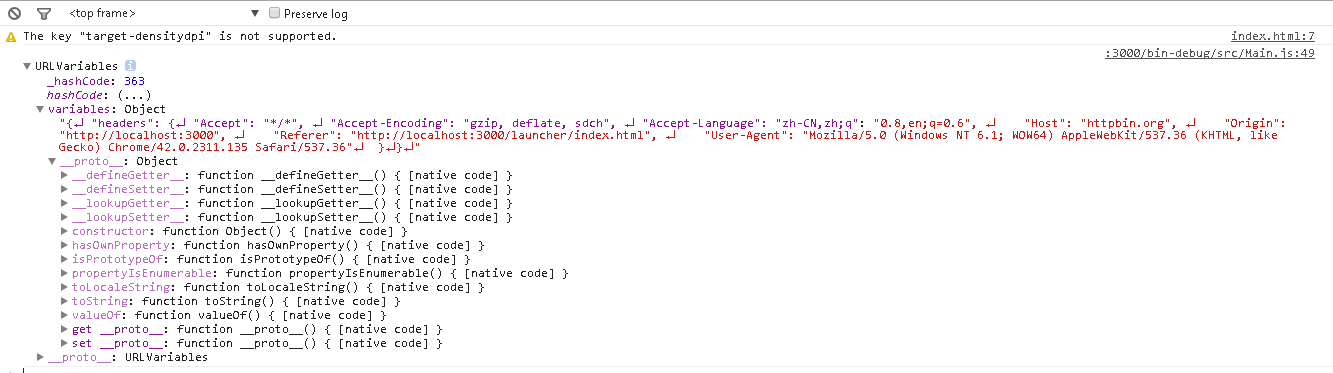 <top frame> ▼ Preserve log
The key "target-densitydpi" is not supported. index.html:7
:3000/bin-debug/src/Main.js:49
▼URLVariables i
_hashCode: 363
hashCode: (...)
▼variables: Object
"{↵ "headers": {↵ "Accept": "*/*", ↵ "Accept-Encoding": "gzip, deflate, sdch", ↵ "Accept-Language": "zh-CN,zh;q": "0.8,en;q=0.6", ↵ "Host": "httpbin.org", ↵ "Origin":
"http://localhost:3000", ↵ "Referer": "http://localhost:3000/launcher/index.html", ↵ "User-Agent": "Mozilla/5.0 (Windows NT 6.1; WOW64) AppleWebKit/537.36 (KHTML, like
Gecko) Chrome/42.0.2311.135 Safari/537.36"↵ }↵}↵"
▼__proto__: Object
▶__defineGetter__: function __defineGetter__() { [native code] }
▶__defineSetter__: function __defineSetter__() { [native code] }
▶__lookupGetter__: function __lookupGetter__() { [native code] }
▶__lookupSetter__: function __lookupSetter__() { [native code] }
▶constructor: function Object() { [native code] }
▶hasOwnProperty: function hasOwnProperty() { [native code] }
▶isPrototypeOf: function isPrototypeOf() { [native code] }
▶propertyIsEnumerable: function propertyIsEnumerable() { [native code] }
▶toLocaleString: function toLocaleString() { [native code] }
▶toString: function toString() { [native code] }
▶valueOf: function valueOf() { [native code] }
▶get __proto__: function __proto__() { [native code] }
▶set __proto__: function __proto__() { [native code] }
▶__proto__: URLVariables